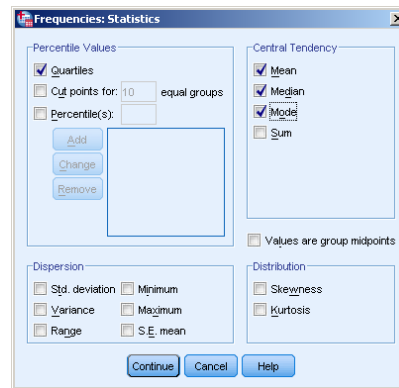 Frequencies: Statistics
Percentile Values
Quartiles
Cut points for: 10 equal groups
Percentile(s):
Add
Change
Remove
Central Tendency
Mean
Median
Mode
Sum
Values are group midpoints
Dispersion
Std. deviation Minimum
Variance Maximum
Range S.E. mean
Distribution
Skewness
Kurtosis
Continue Cancel Help